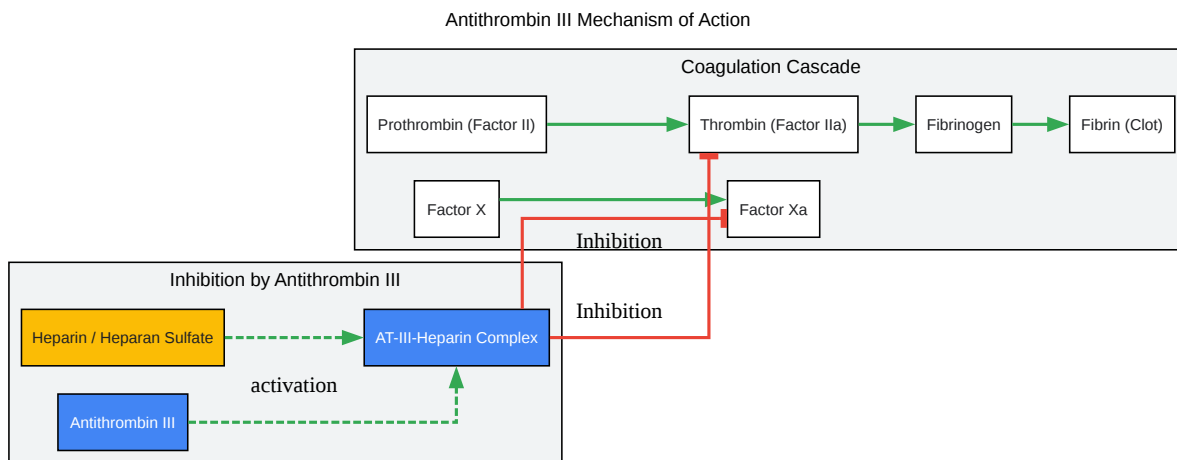 Antithrombin III Mechanism of Action
Coagulation Cascade
Prothrombin (Factor II)
Thrombin (Factor IIa)
Fibrinogen
Fibrin (Clot)
Factor X
Factor Xa
Inhibition
Inhibition by Antithrombin III
Inhibition
Heparin / Heparan Sulfate
AT-III-Heparin Complex
activation
Antithrombin III